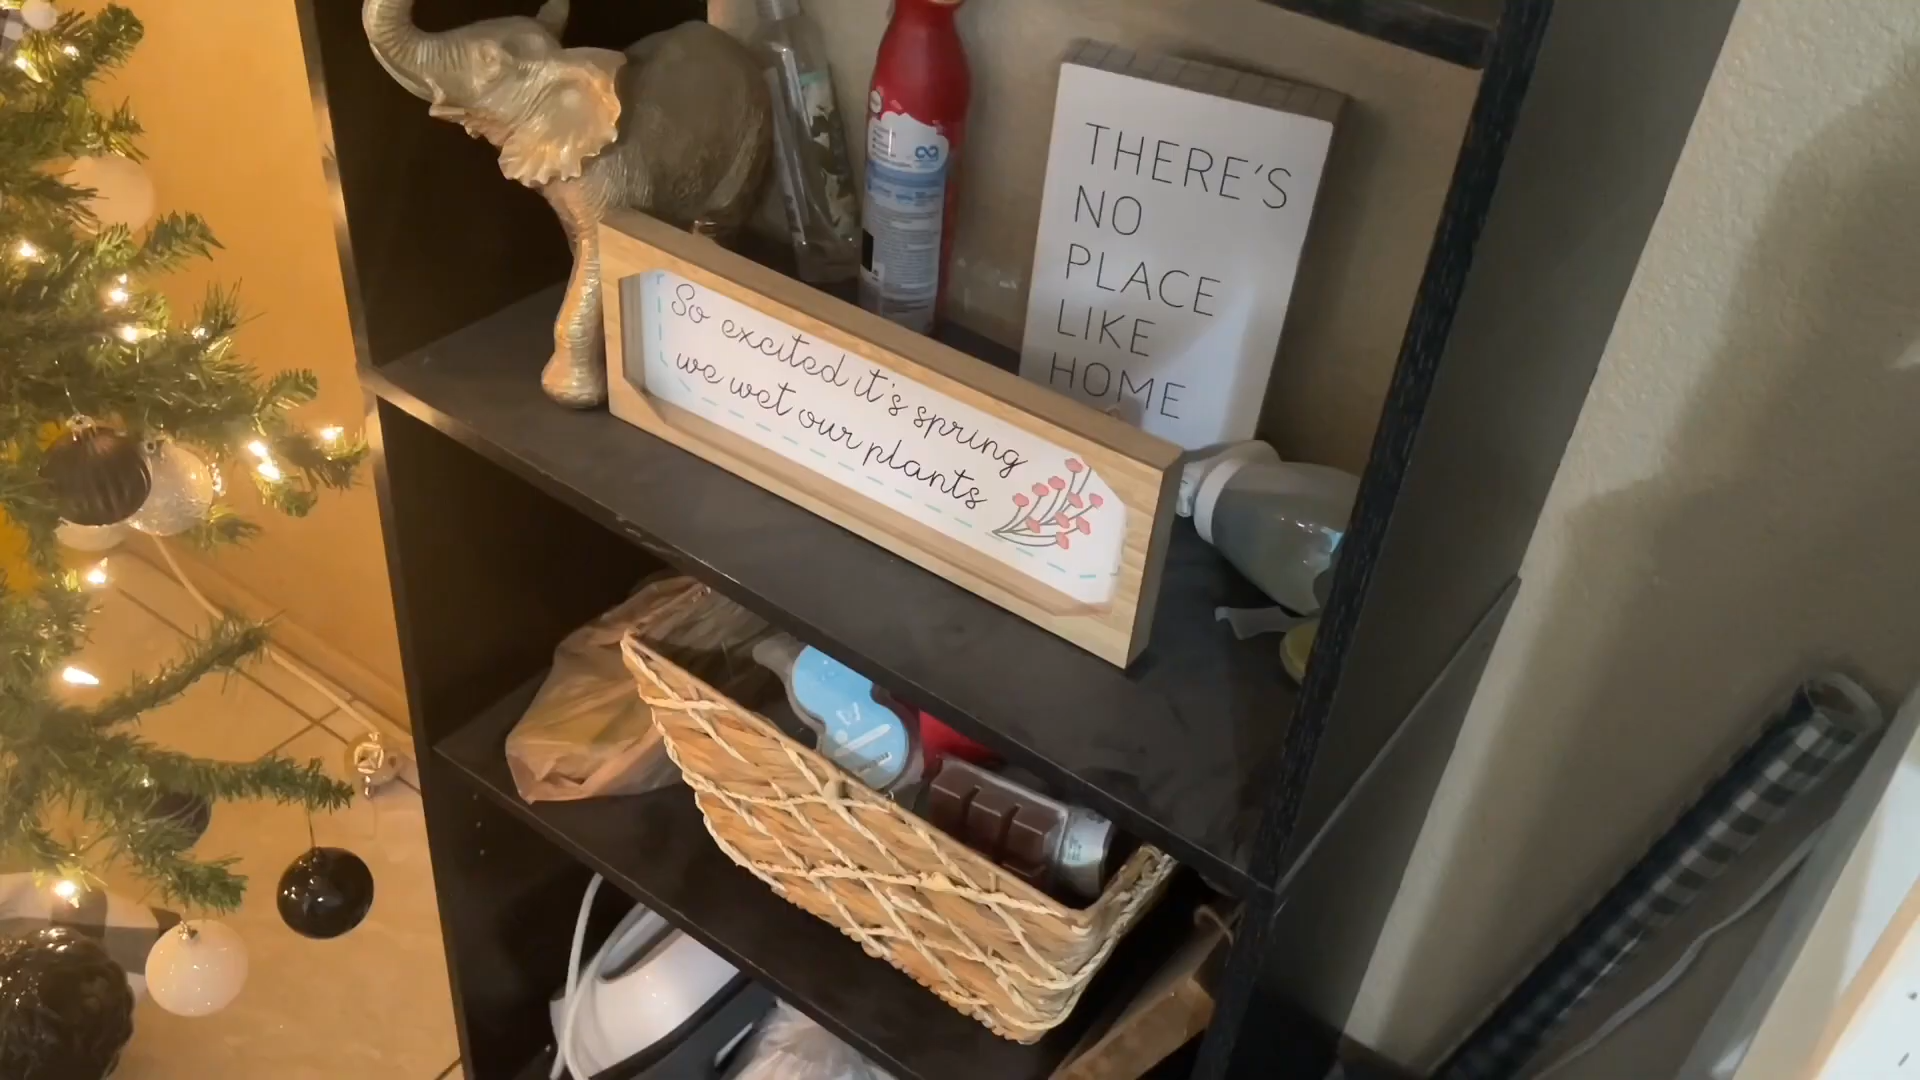 THERE'S
NO
PLACE
LIKE
HOME
So excited it's spring
we wet our plants